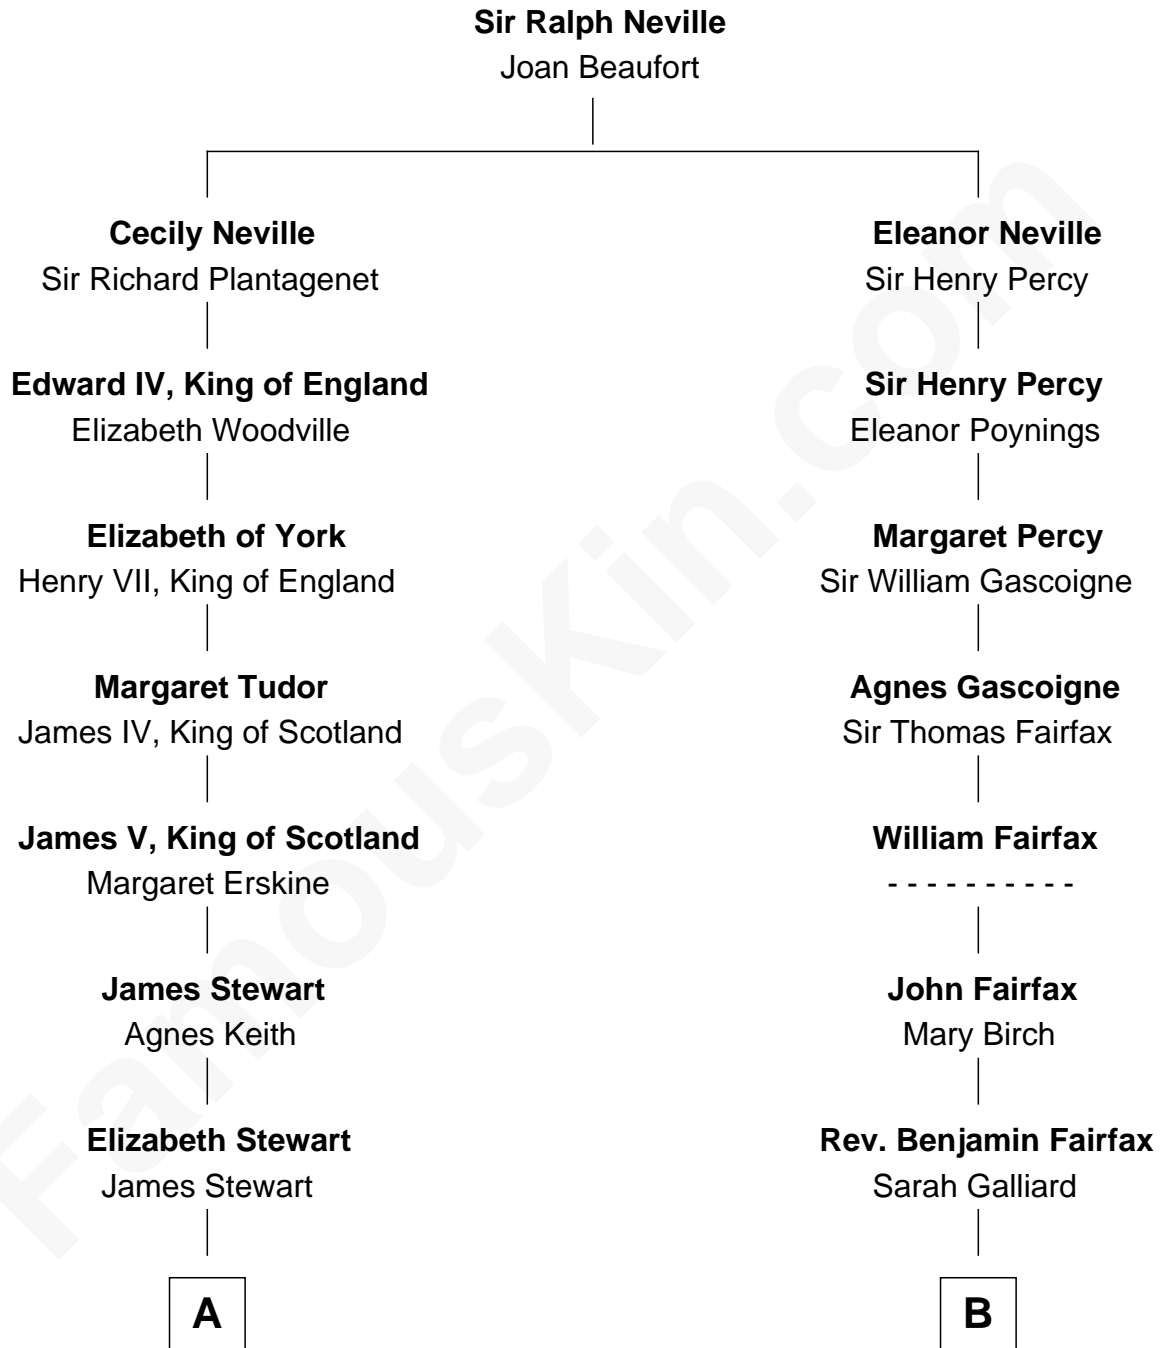 Sir Ralph Neville
Joan Beaufort
Cecily Neville
Sir Richard Plantagenet
Eleanor Neville
Sir Henry Percy
Edward IV, King of England
Elizabeth Woodville
Sir Henry Percy
Eleanor Poynings
Elizabeth of York
Henry VII, King of England
Margaret Percy
Sir William Gascoigne
Margaret Tudor
James IV, King of Scotland
Agnes Gascoigne
Sir Thomas Fairfax
James V, King of Scotland
Margaret Erskine
William Fairfax
- - - - - - - - - -
James Stewart
Agnes Keith
John Fairfax
Mary Birch
Elizabeth Stewart
James Stewart
Rev. Benjamin Fairfax
Sarah Galliard
A
B
FamousKin.com